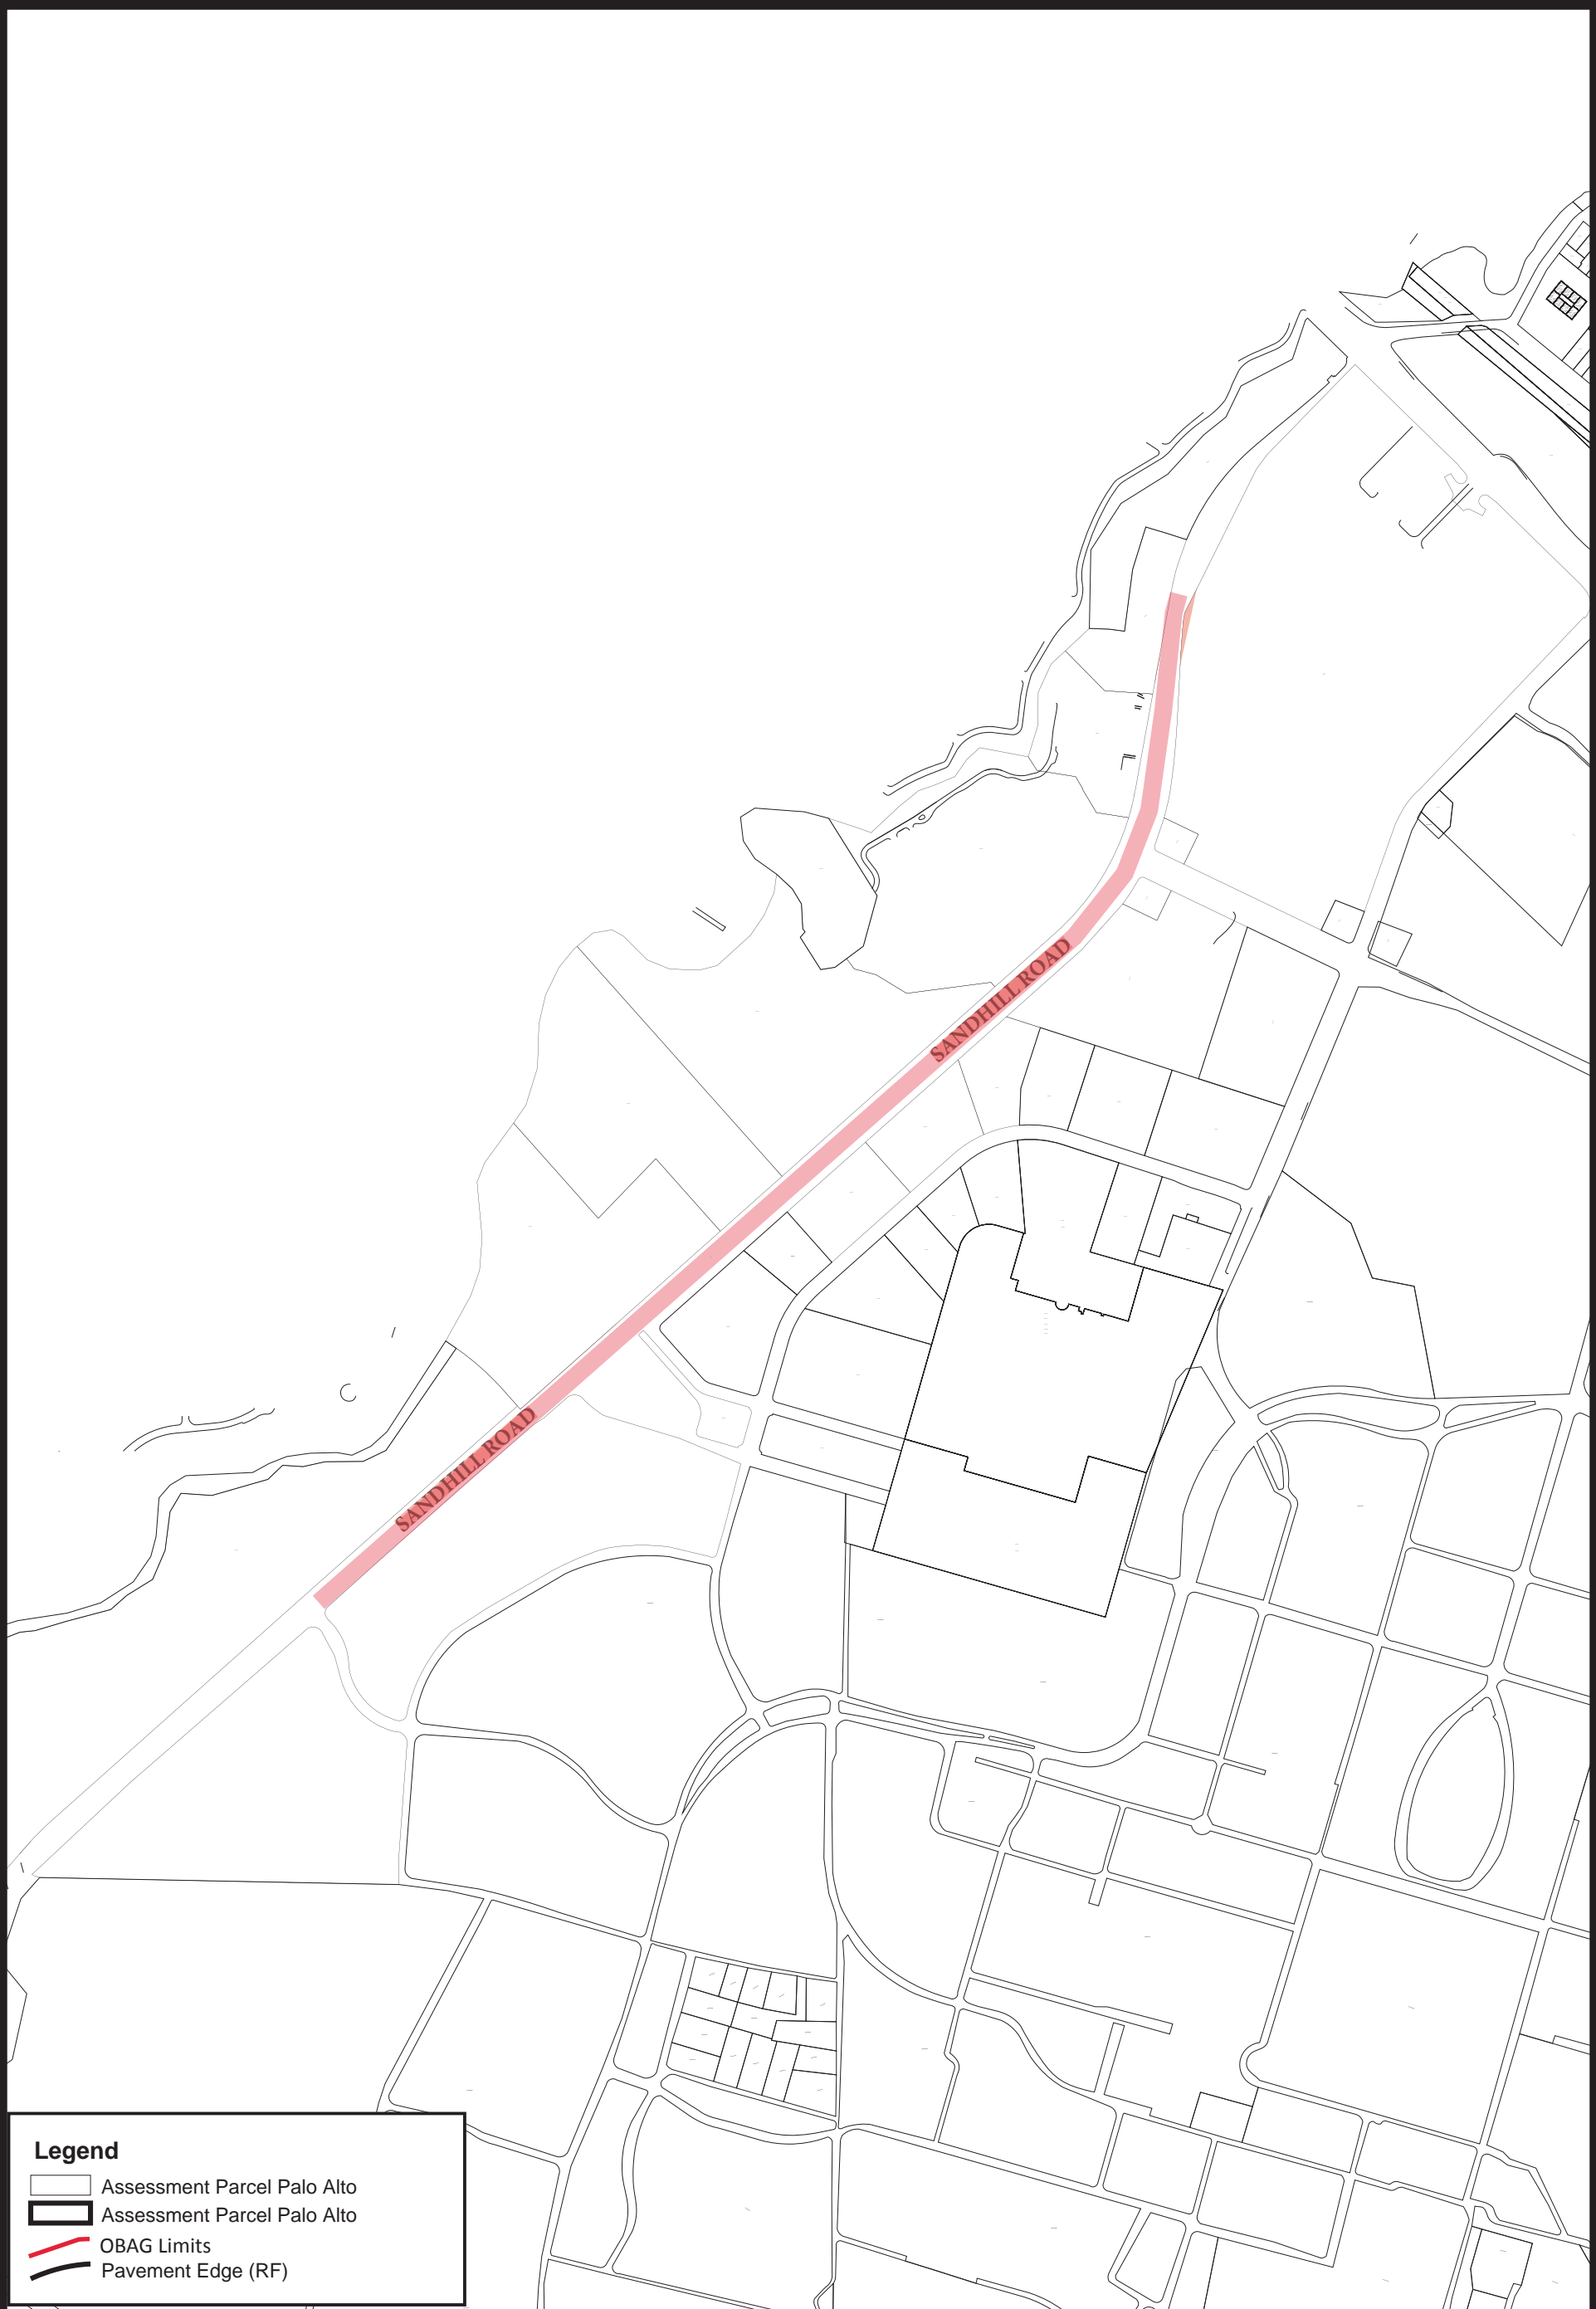 SANDHILL ROAD
SANDHILL ROAD
Legend
Assessment Parcel Palo Alto
Assessment Parcel Palo Alto
OBAG Limits
Pavement Edge (RF)